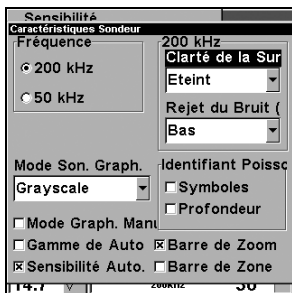 Sensibilité
Caractéristiques Sondeur
Fréquence
200 kHz
50 kHz
200 kHz
Clarté de la Sur
Eteint
Rejet du Bruit (
Bas
Mode Son. Graph.
Grayscale
Identifiant Poisso
Symboles
Profondeur
Mode Graph. Manu
Gamme de Auto
Barre de Zoom
Sensibilité Auto.
Barre de Zone
14.7
200kHz
50